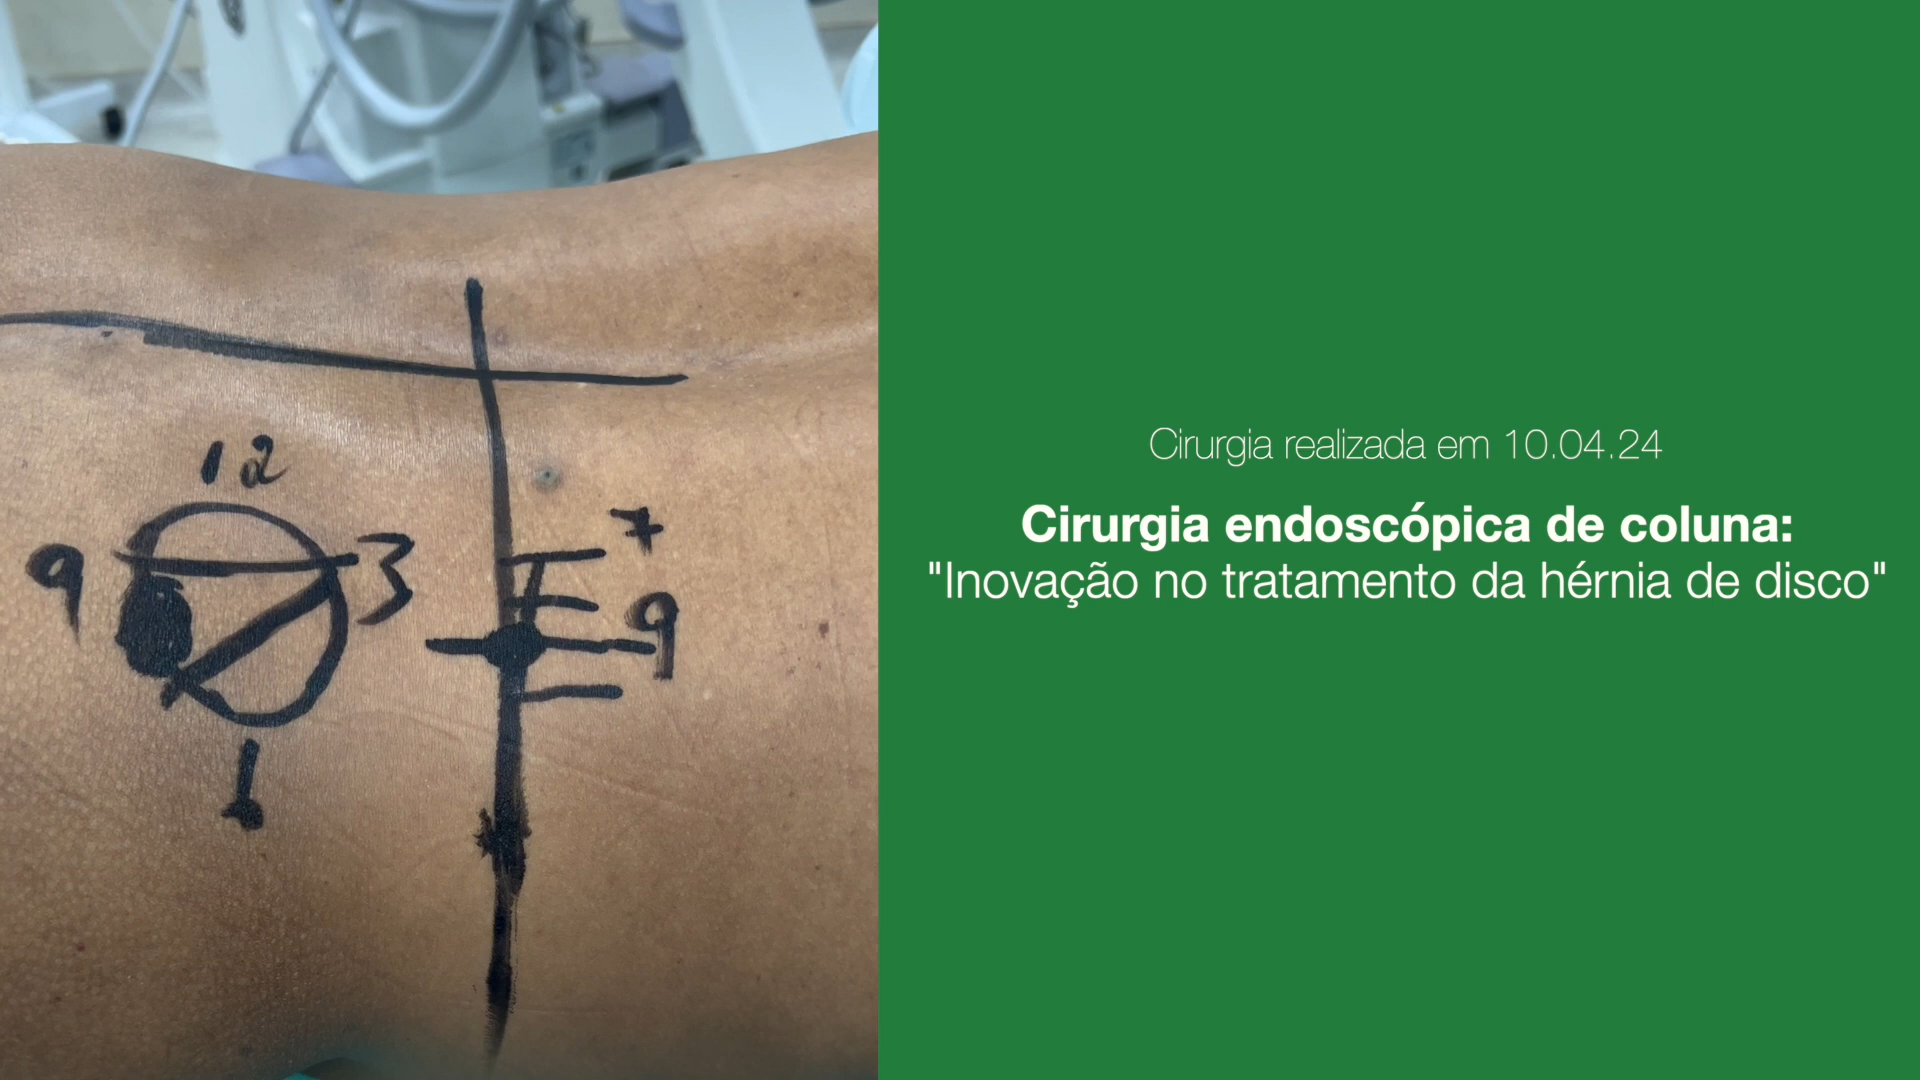 12
9 3
7
9
Cirurgia realizada em 10.04.24
Cirurgia endoscópica de coluna:
"Inovação no tratamento da hérnia de disco"